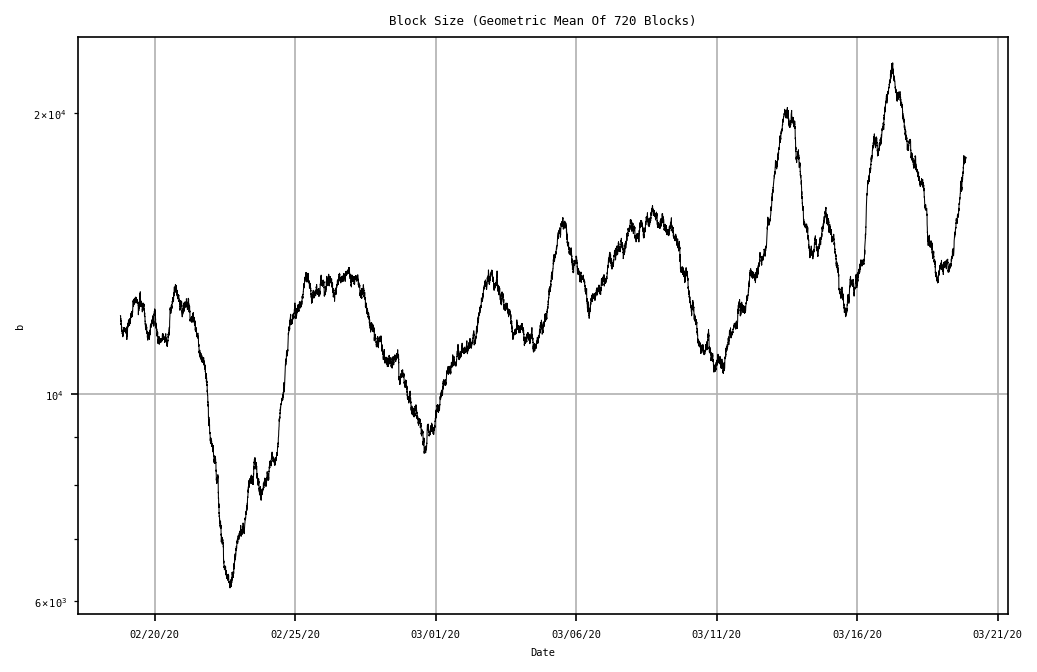 Block Size (Geometric Mean Of 720 Blocks)
2×10⁴
b
10⁴
6×10³
02/20/20 02/25/20 03/01/20 03/06/20 03/11/20 03/16/20 03/21/20
Date